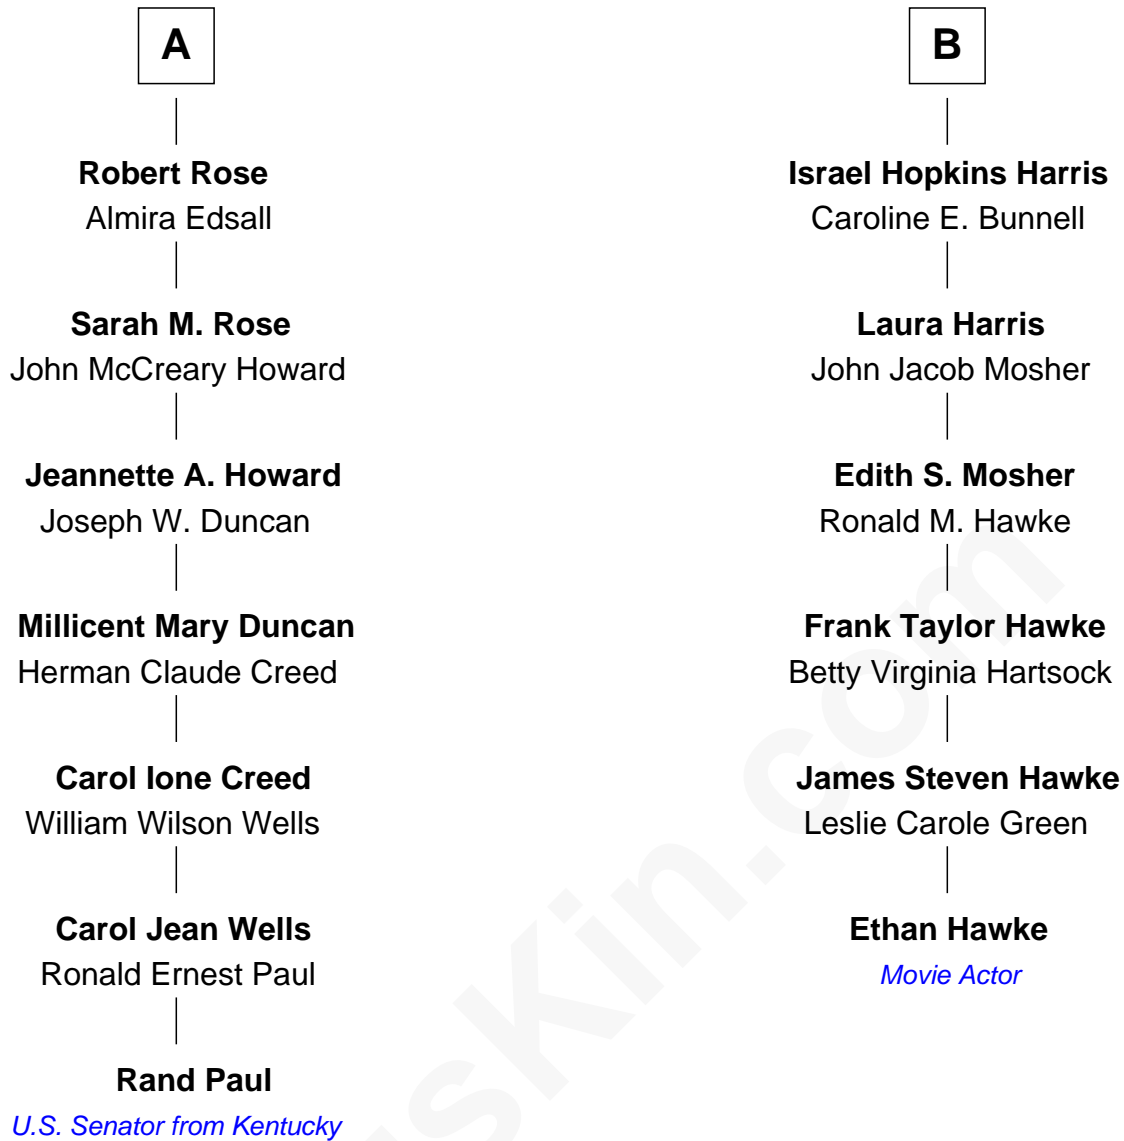 A
Robert Rose
Almira Edsall
Sarah M. Rose
John McCreary Howard
Jeannette A. Howard
Joseph W. Duncan
Millicent Mary Duncan
Herman Claude Creed
Carol Ione Creed
William Wilson Wells
Carol Jean Wells
Ronald Ernest Paul
Rand Paul
U.S. Senator from Kentucky
B
Israel Hopkins Harris
Caroline E. Bunnell
Laura Harris
John Jacob Mosher
Edith S. Mosher
Ronald M. Hawke
Frank Taylor Hawke
Betty Virginia Hartsock
James Steven Hawke
Leslie Carole Green
Ethan Hawke
Movie Actor